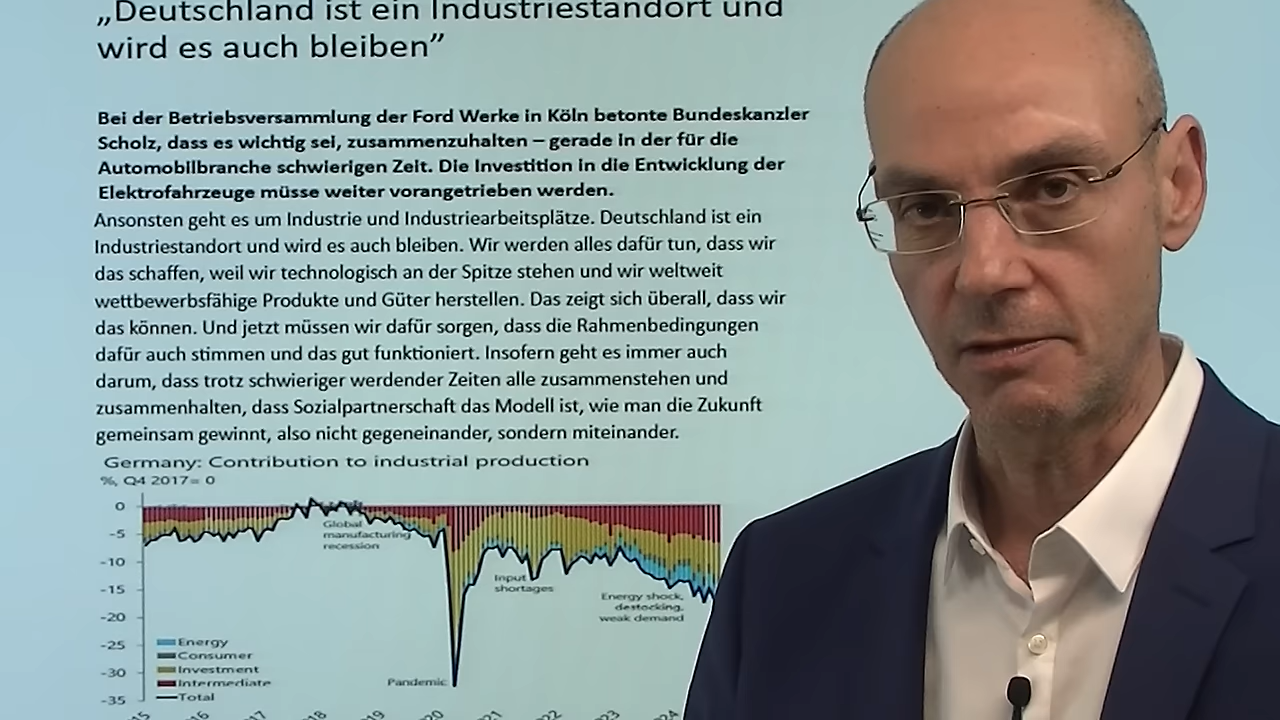 „Deutschland ist ein Industriestandort und
wird es auch bleiben”
Bei der Betriebsversammlung der Ford Werke in Köln betonte Bundeskanzler
Scholz, dass es wichtig sei, zusammenzuhalten – gerade in der für die
Automobilbranche schwierigen Zeit. Die Investition in die Entwicklung der
Elektrofahrzeuge müsse weiter vorangetrieben werden.
Ansonsten geht es um Industrie und Industriearbeitsplätze. Deutschland ist ein
Industriestandort und wird es auch bleiben. Wir werden alles dafür tun, dass wir
das schaffen, weil wir technologisch an der Spitze stehen und wir weltweit
wettbewerbsfähige Produkte und Güter herstellen. Das zeigt sich überall, dass wir
das können. Und jetzt müssen wir dafür sorgen, dass die Rahmenbedingungen
dafür auch stimmen und das gut funktioniert. Insofern geht es immer auch
darum, dass trotz schwieriger werdender Zeiten alle zusammenstehen und
zusammenhalten, dass Sozialpartnerschaft das Modell ist, wie man die Zukunft
gemeinsam gewinnt, also nicht gegeneinander, sondern miteinander.
Germany: Contribution to industrial production
%, Q4 2017= 0
0
-5
-10
-15
-20
-25
-30
-35
Global
manufacturing
recession
Input
shortages
Energy shock,
destocking,
weak demand
Pandemic
Energy
Consumer
Investment
Intermediate
Total